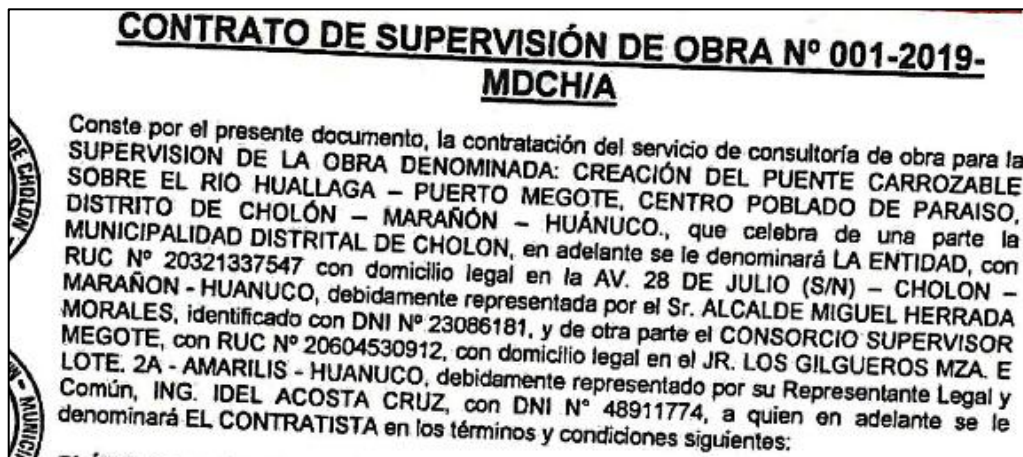 CONTRATO DE SUPERVISIÓN DE OBRA Nº 001-2019-
MDCH/A
Conste por el presente documento, la contratación del servicio de consultoría de obra para la
SUPERVISION DE LA OBRA DENOMINADA: CREACIÓN DEL PUENTE CARROZABLE
SOBRE EL RIO HUALLAGA – PUERTO MEGOTE, CENTRO POBLADO DE PARAISO,
DISTRITO DE CHOLÓN – MARAÑÓN – HUÁNUCO., que celebra de una parte la
MUNICIPALIDAD DISTRITAL DE CHOLON, en adelante se le denominará LA ENTIDAD, con
RUC Nº 20321337547 con domicilio legal en la AV. 28 DE JULIO (S/N) – CHOLON –
MARAÑON - HUANUCO, debidamente representada por el Sr. ALCALDE MIGUEL HERRADA
MORALES, identificado con DNI Nº 23086181, y de otra parte el CONSORCIO SUPERVISOR
MEGOTE, con RUC Nº 20604530912, con domicilio legal en el JR. LOS GILGUEROS MZA. E
LOTE. 2A - AMARILIS - HUANUCO, debidamente representado por su Representante Legal y
Común, ING. IDEL ACOSTA CRUZ, con DNI N° 48911774, a quien en adelante se le
denominará EL CONTRATISTA en los términos y condiciones siguientes:
DE CHOLON